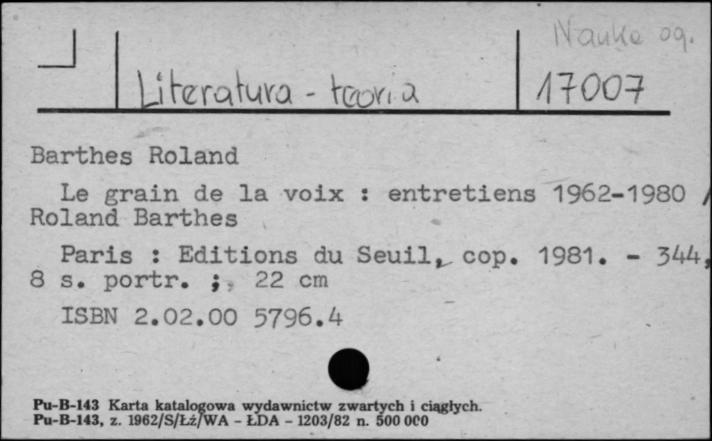 Nauka og.
Literatura - teoria
17007
Barthes Roland
Le grain de la voix : entretiens 1962-1980 /
Roland Barthes
Paris : Editions du Seuil, cop. 1981. - 344,
8 s. portr. ; 22 cm
ISBN 2.02.00 5796.4
Pu-B-143 Karta katalogowa wydawnictw zwartych i ciągłych.
Pu-B-143, z. 1962/S/Łź/WA - ŁDA - 1203/82 n. 500 000